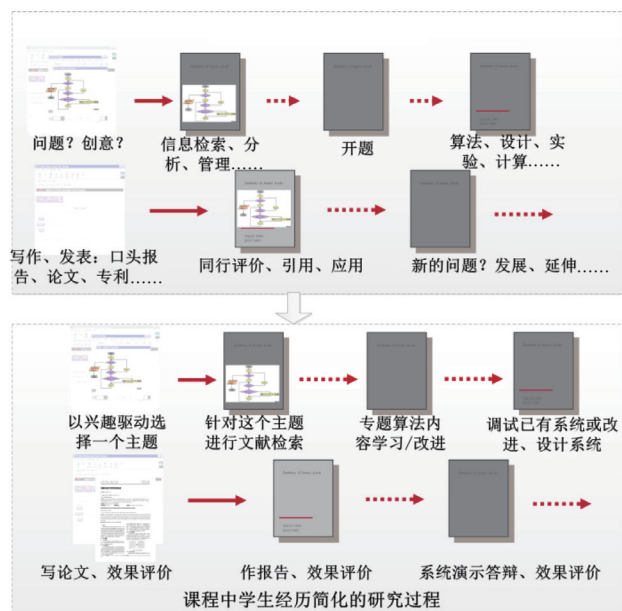 问题？创意？
信息检索、分
析、管理……
开题
算法、设计、实
验、计算……
写作、发表：口头报
告、论文、专利……
同行评价、引用、应用
新的问题？发展、延伸……
以兴趣驱动选
择一个主题
针对这个主题
进行文献检索
专题算法内
容学习/改进
调试已有系统或改
进、设计系统
写论文、效果评价
作报告、效果评价
系统演示答辩、效果评价
课程中学生经历简化的研究过程